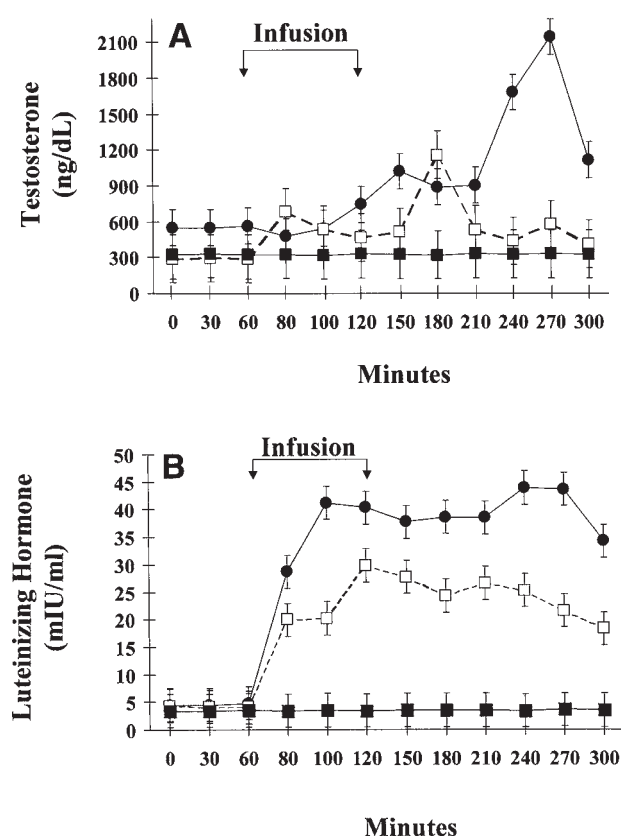 A
Infusion
2100
1800
1500
1200
900
600
300
0
Testosterone
(ng/dL)
0 30 60 80 100 120 150 180 210 240 270 300
Minutes
B
Infusion
50
45
40
35
30
25
20
15
10
5
0
Luteinizing Hormone
(mIU/ml)
0 30 60 80 100 120 150 180 210 240 270 300
Minutes